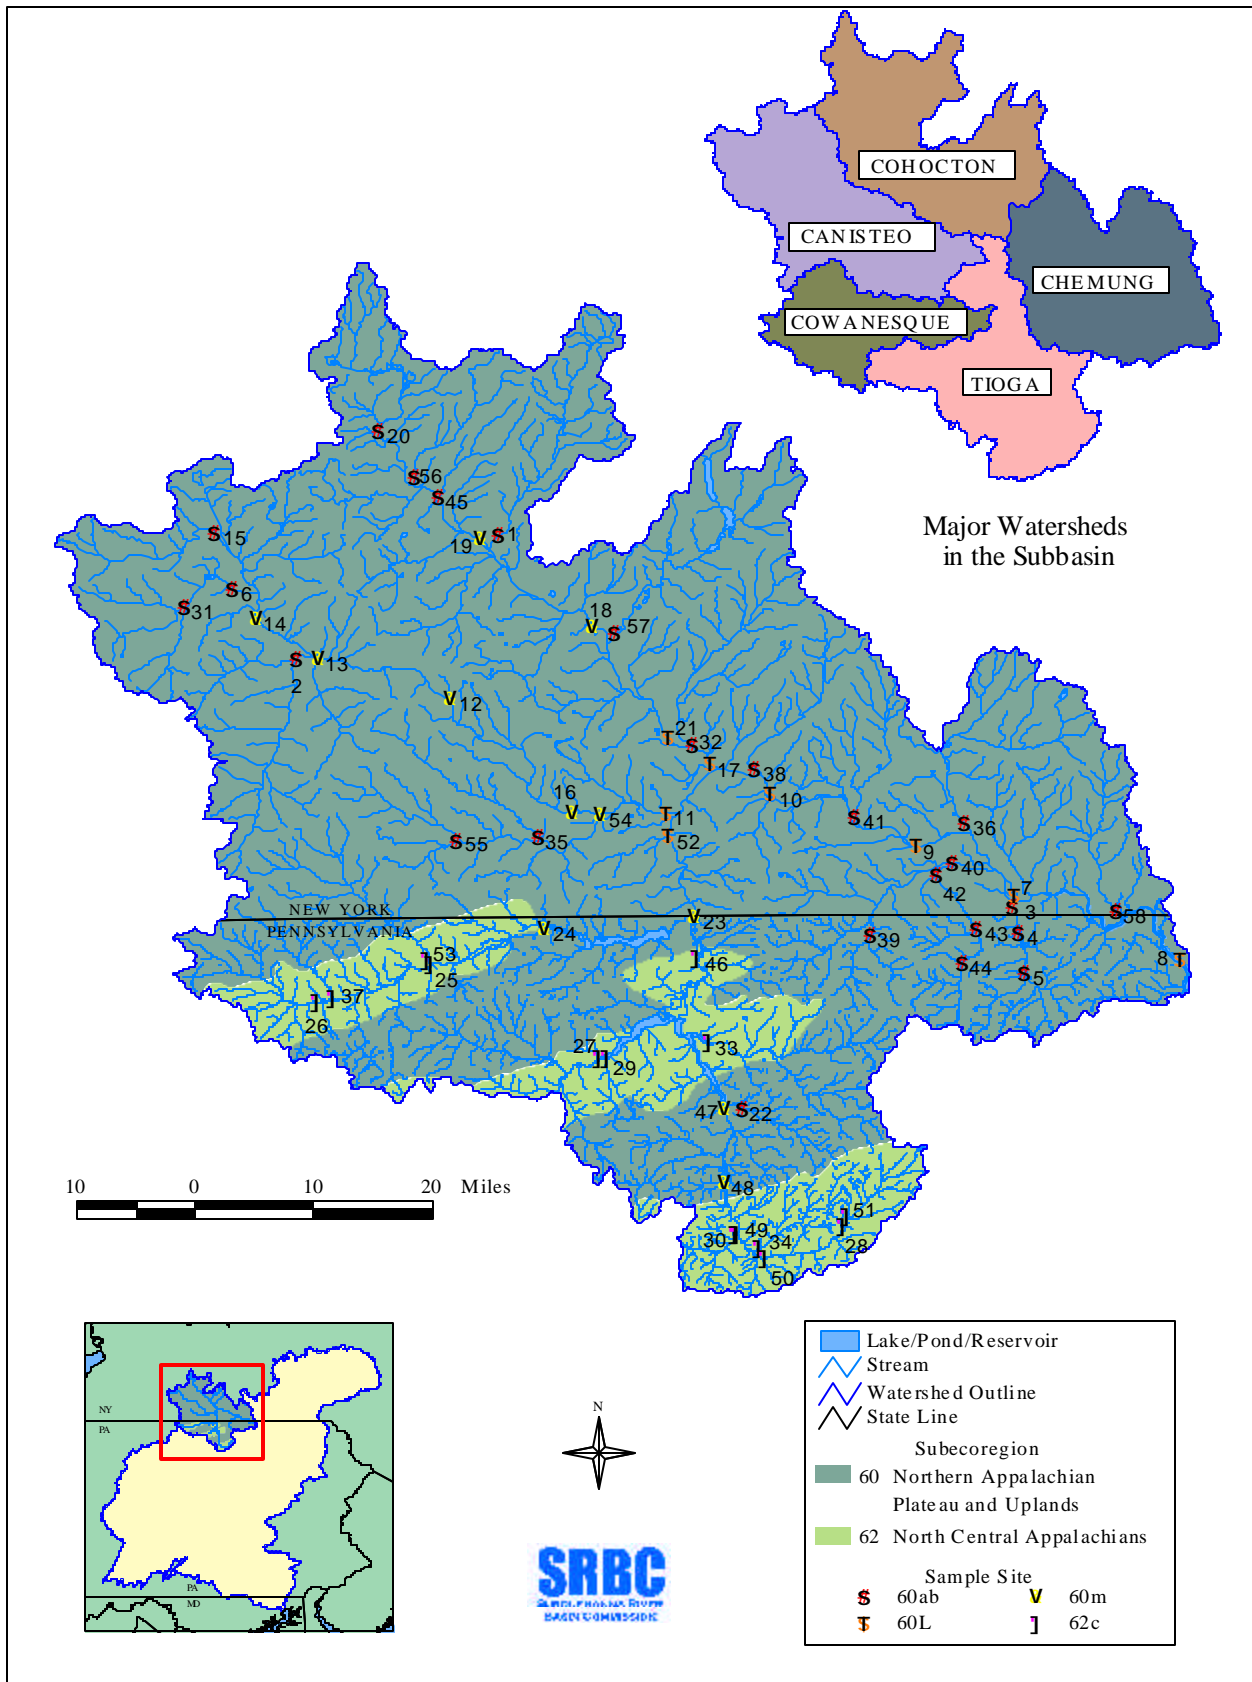 COHOCTON
CANISTEO
CHEMUNG
COWANESQUE
TIOGA
Major Watersheds
in the Subbasin
S 20
S 56
S 45
V 19 S 1
S 15
S 6
S 31
V 14
18 V
S 57
S 2
V 13
V 12
T 21
S 32
T 17
S 38
T 10
16 V
V 54
T 11
T 52
S 41
S 36
S 55
S 35
T 9
S 40
S 42
T 7
S 3
S 58
NEW YORK
PENNSYLVANIA
V 23
V 24
S 39
S 43
S 4
] 53
] 25
] 46
S 44
S 5
8 T
] 37
] 26
] 33
27 ]
] 29
47 V
S 22
V 48
] 51
] 28
30 ] 49
] 34
] 50
10 0 10 20 Miles
NY
PA
PA
MD
N
SRBC
SUSQUEHANNA RIVER
BASIN COMMISSION
Lake/Pond/Reservoir
Stream
Watershed Outline
State Line
Subecoregion
60 Northern Appalachian
Plateau and Uplands
62 North Central Appalachians
Sample Site
S 60ab V 60m
T 60L ] 62c